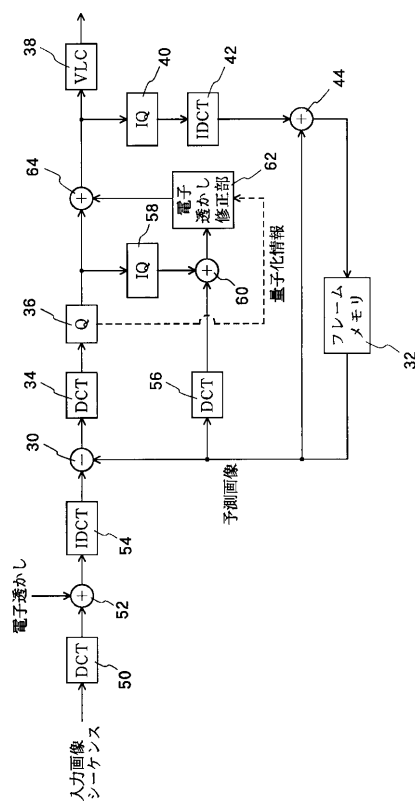 入力画像
シーケンス
DCT
50
電子透かし
+
52
IDCT
54
−
30
DCT
34
Q
36
+
64
VLC
38
IQ
58
IQ
40
IDCT
42
電子
透かし
修正部
62
+
60
DCT
56
量子化情報
予測画像
+
44
フレーム
メモリ
32